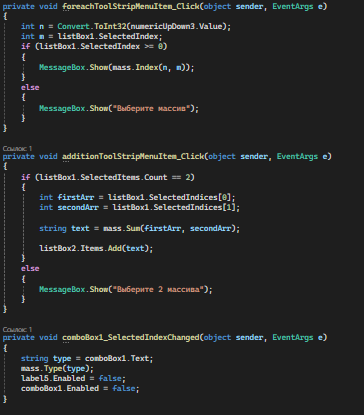 private void foreachToolStripMenuItem_Click(object sender, EventArgs e)
{
int n = Convert.ToInt32(numericUpDown3.Value);
int m = listBox1.SelectedIndex;
if (listBox1.SelectedIndex >= 0)
{
MessageBox.Show(mass.Index(n, m));
}
else
{
MessageBox.Show("Выберите массив");
}
}
Ссылок: 1
private void additionToolStripMenuItem_Click(object sender, EventArgs e)
{
if (listBox1.SelectedItems.Count == 2)
{
int firstArr = listBox1.SelectedIndices[0];
int secondArr = listBox1.SelectedIndices[1];
string text = mass.Sum(firstArr, secondArr);
listBox2.Items.Add(text);
}
else
{
MessageBox.Show("Выберите 2 массива");
}
}
Ссылок: 1
private void comboBox1_SelectedIndexChanged(object sender, EventArgs e)
{
string type = comboBox1.Text;
mass.Type(type);
label5.Enabled = false;
comboBox1.Enabled = false;
}